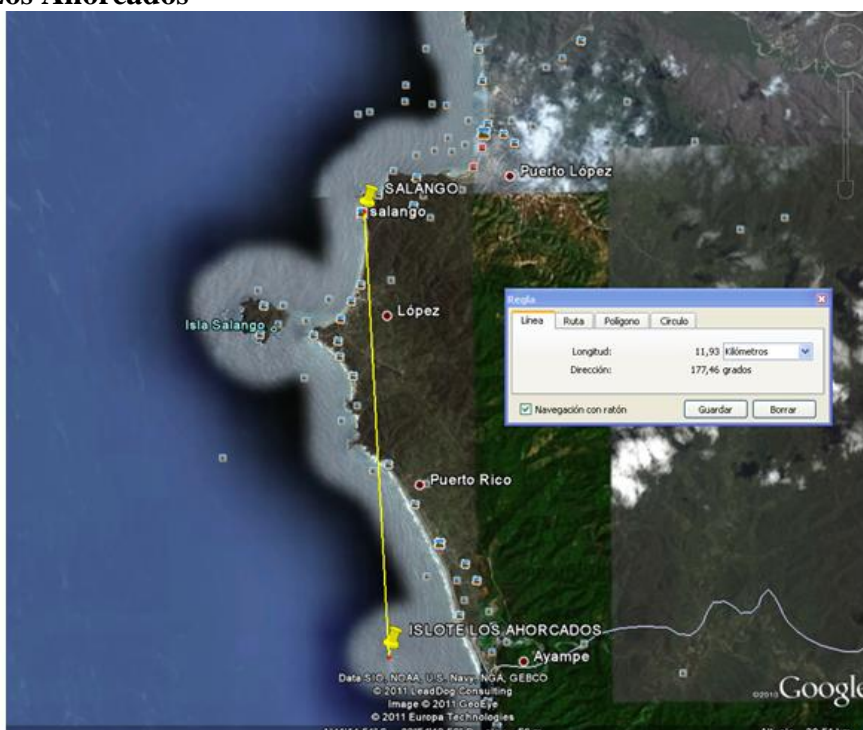 Los Ahorcados
Puerto López
SALANGO
salango
Regla
López
Línea Ruta Polígono Círculo
Isla Salango
Longitud: 11,93 Kilómetros
Dirección: 177,46 grados
Navegación con ratón Guardar Borrar
Puerto Rico
ISLOTE LOS AHORCADOS
Ayampe
Data SIO, NOAA, U.S. Navy, NGA, GEBCO
© 2011 LeadDog Consulting
Image © 2011 GeoEye
© 2011 Europa Technologies
©2010 Google